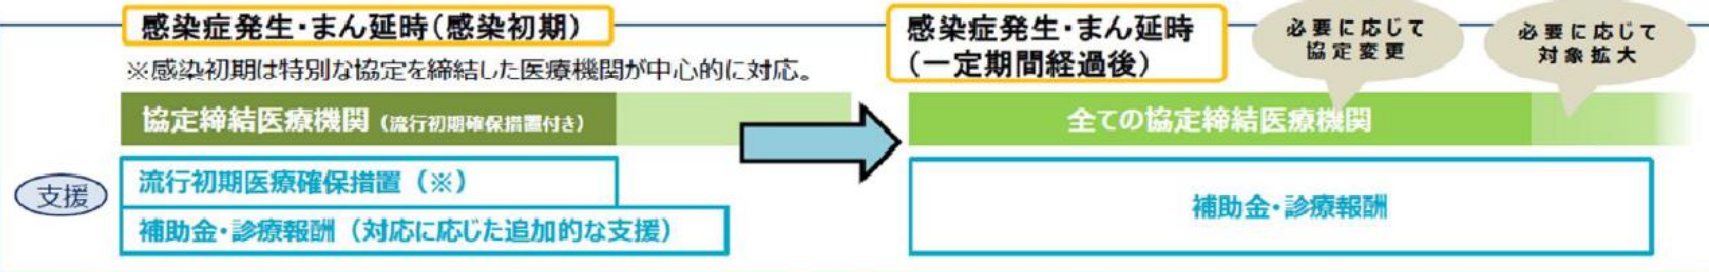 感染症発生・まん延時(感染初期)
※感染初期は特別な協定を締結した医療機関が中心的に対応。
協定締結医療機関(流行初期確保措置付き)
支援
流行初期医療確保措置(※)
補助金・診療報酬(対応に応じた追加的な支援)
感染症発生・まん延時
(一定期間経過後)
必要に応じて
協定変更
必要に応じて
対象拡大
全ての協定締結医療機関
補助金・診療報酬